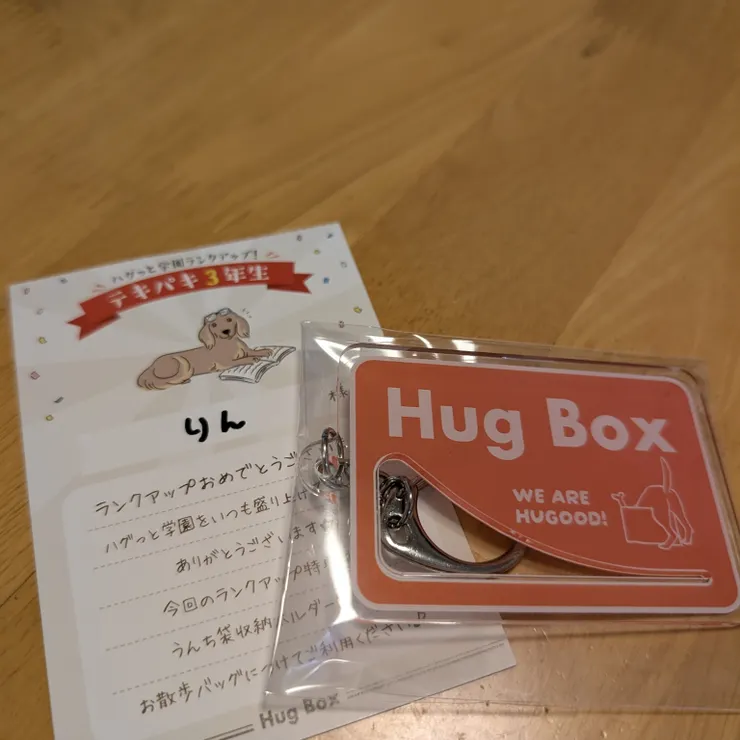 ハグっと学園ランクアップ!
テキパキ3年生
りん
ランクアップおめでとうござ
ハグっと学園をいつも盛り上げ
ありがとうございます
今回のランクアップ特
うんち袋収納ホルダー
お散歩バッグにつけてご利用ください
Hug Box
Hug Box
WE ARE
HUGOOD!